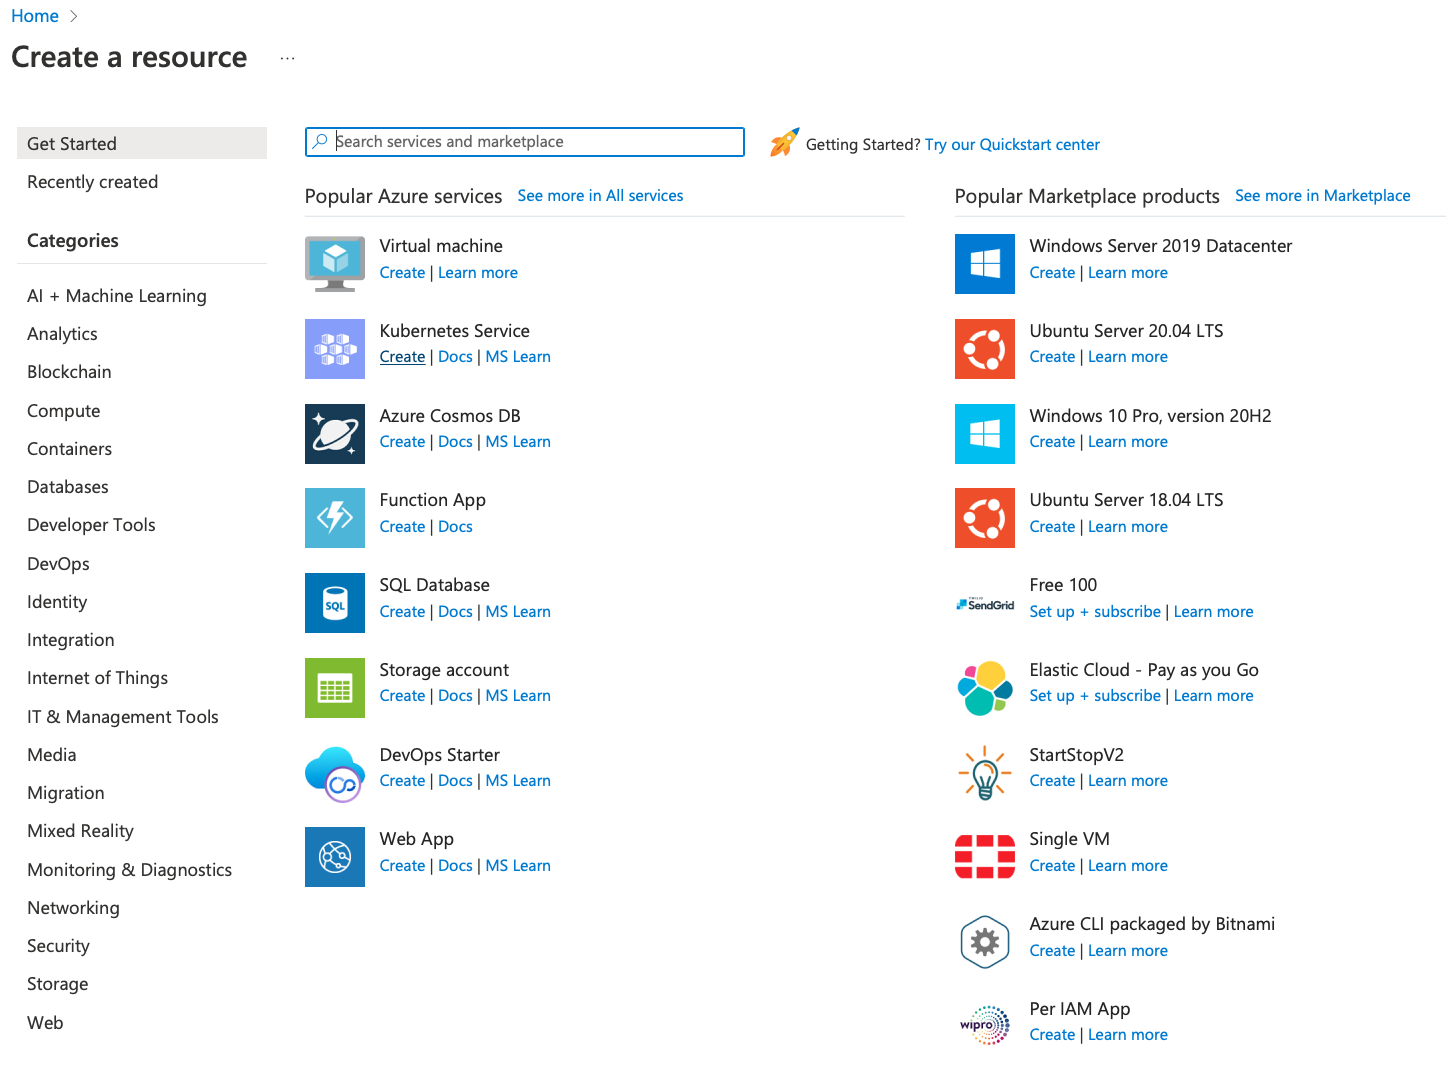 Home >
Create a resource ...
Get Started
Recently created
Categories
AI + Machine Learning
Analytics
Blockchain
Compute
Containers
Databases
Developer Tools
DevOps
Identity
Integration
Internet of Things
IT & Management Tools
Media
Migration
Mixed Reality
Monitoring & Diagnostics
Networking
Security
Storage
Web
Search services and marketplace
Getting Started? Try our Quickstart center
Popular Azure services See more in All services
Virtual machine
Create | Learn more
Kubernetes Service
Create | Docs | MS Learn
Azure Cosmos DB
Create | Docs | MS Learn
Function App
Create | Docs
SQL
SQL Database
Create | Docs | MS Learn
Storage account
Create | Docs | MS Learn
DevOps Starter
Create | Docs | MS Learn
Web App
Create | Docs | MS Learn
Popular Marketplace products See more in Marketplace
Windows Server 2019 Datacenter
Create | Learn more
Ubuntu Server 20.04 LTS
Create | Learn more
Windows 10 Pro, version 20H2
Create | Learn more
Ubuntu Server 18.04 LTS
Create | Learn more
TWILIO
SendGrid
Free 100
Set up + subscribe | Learn more
Elastic Cloud - Pay as you Go
Set up + subscribe | Learn more
StartStopV2
Create | Learn more
Single VM
Create | Learn more
Azure CLI packaged by Bitnami
Create | Learn more
wipro
Per IAM App
Create | Learn more